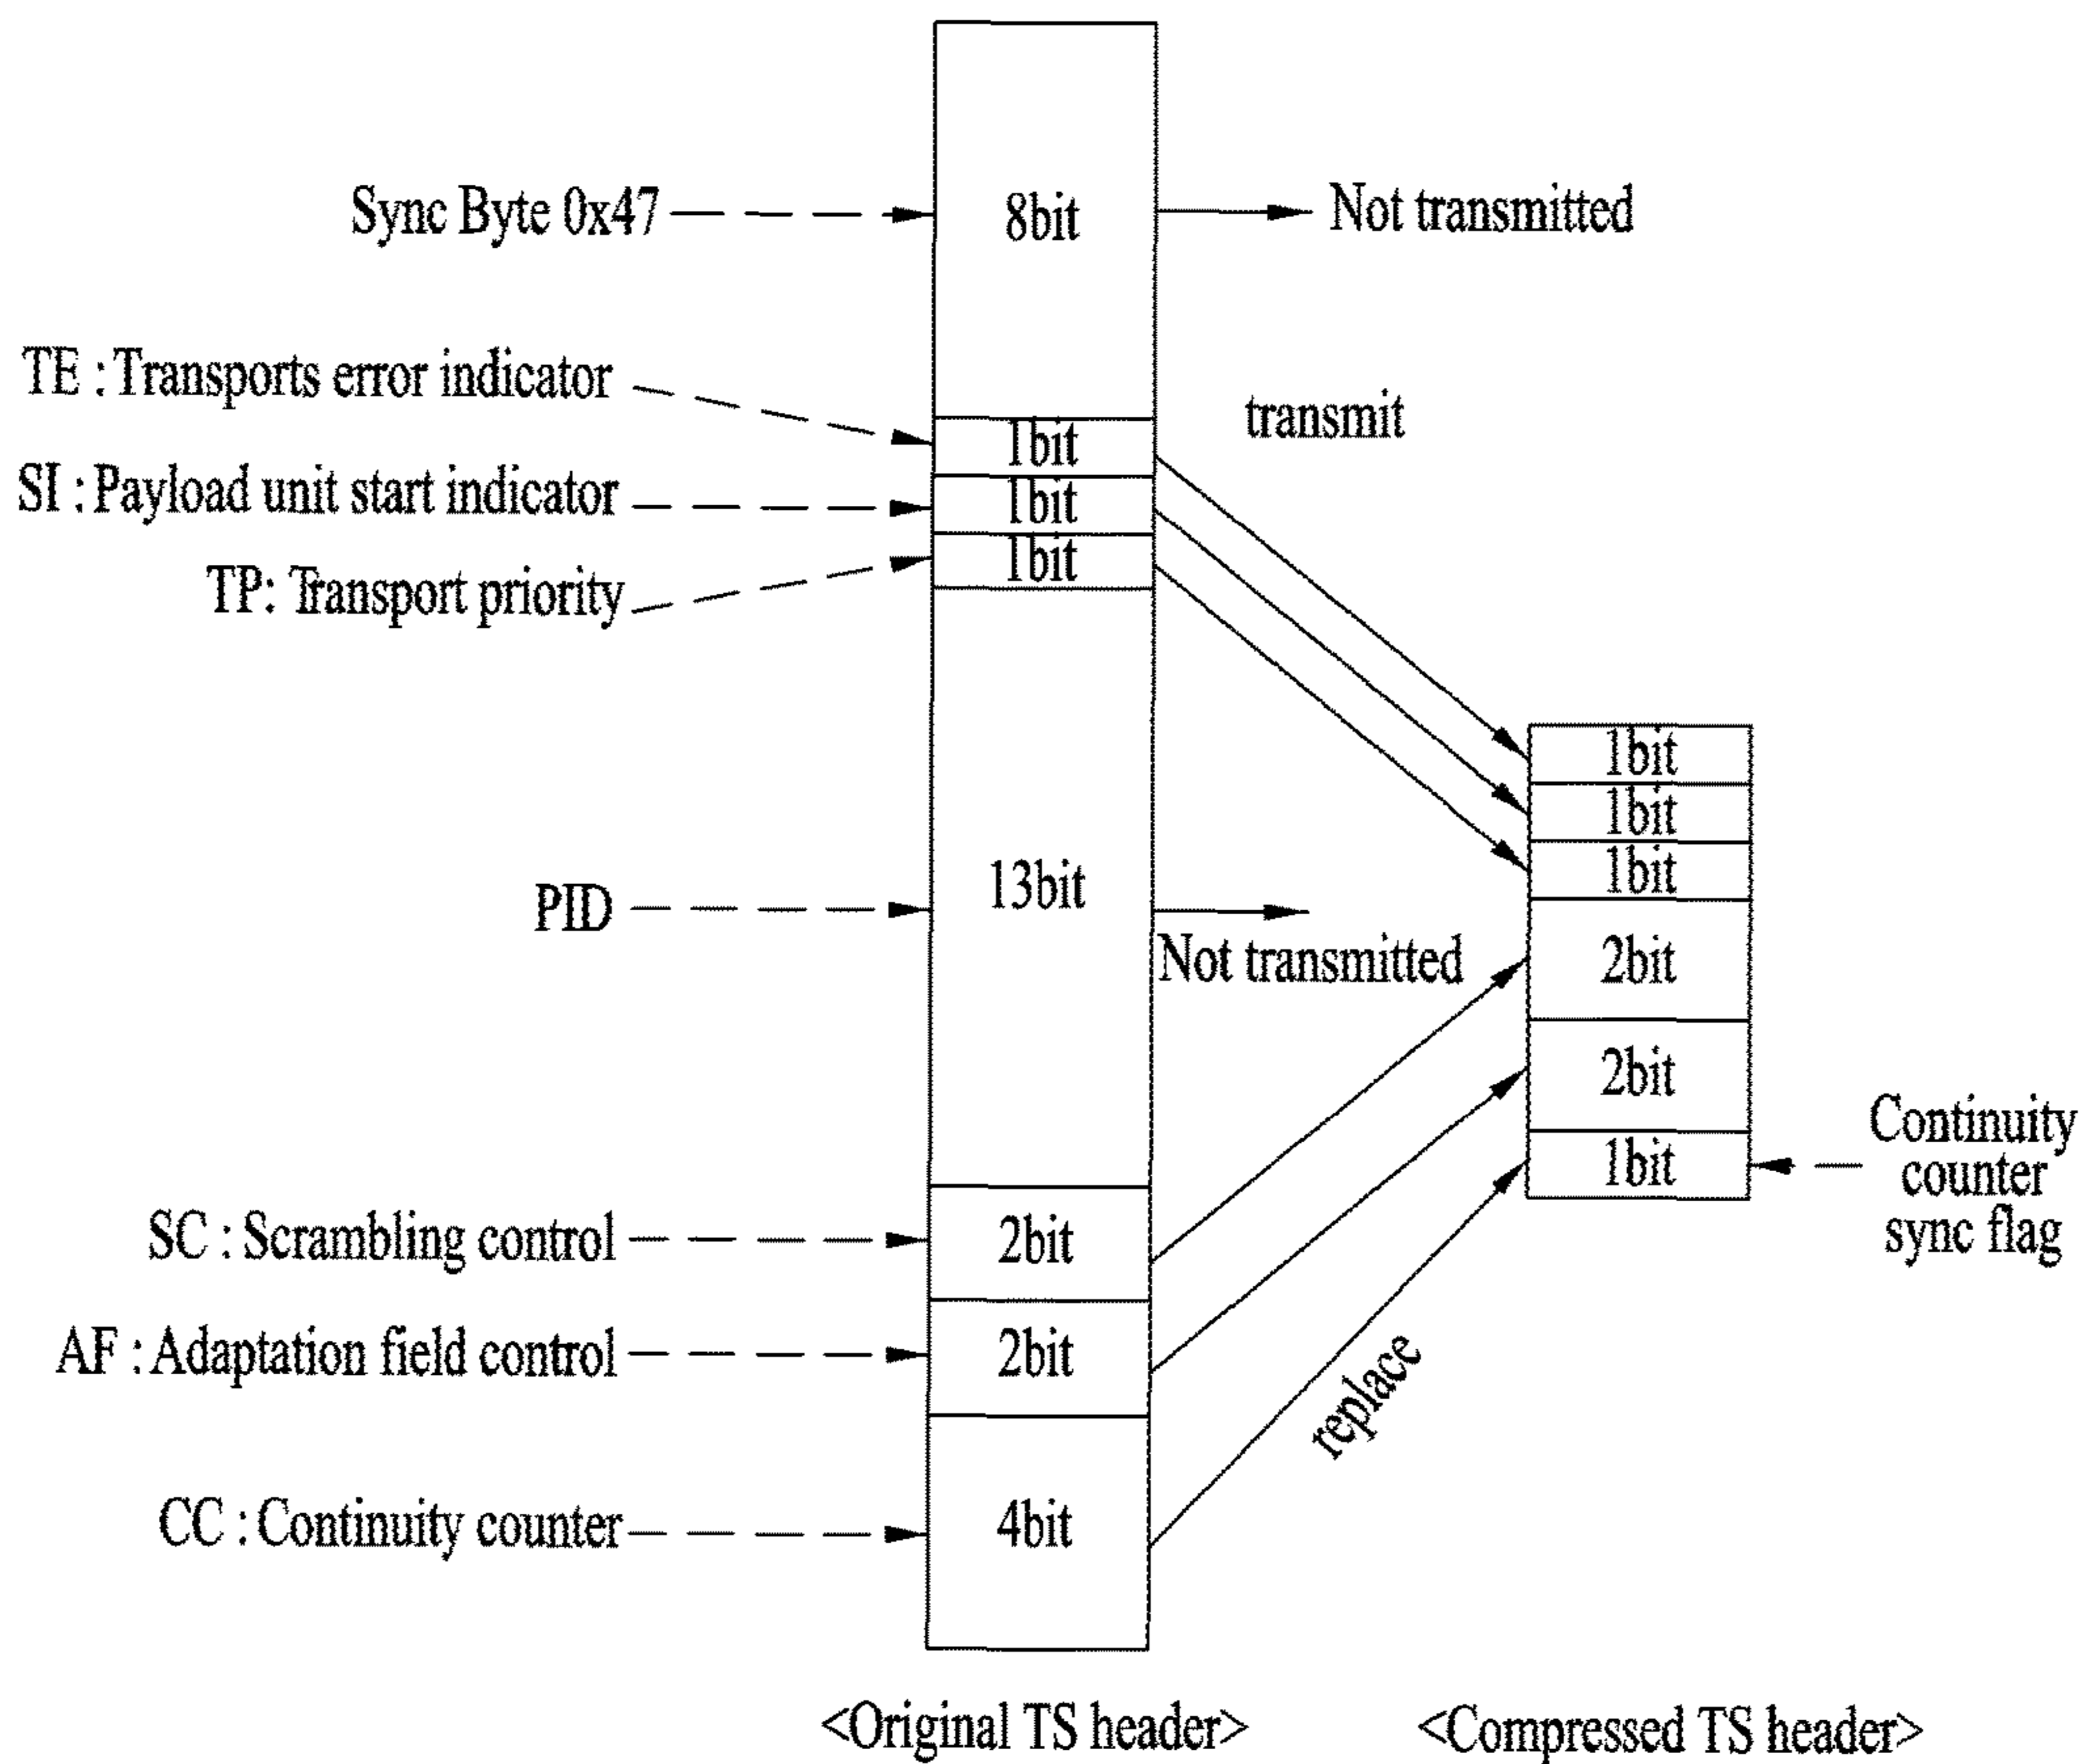 Sync Byte 0x47
8bit
Not transmitted
TE : Transports error indicator
1bit
transmit
SI : Payload unit start indicator
1bit
TP: Transport priority
1bit
PID
13bit
Not transmitted
1bit
1bit
1bit
2bit
2bit
1bit
Continuity
counter
sync flag
SC : Scrambling control
2bit
AF : Adaptation field control
2bit
replace
CC : Continuity counter
4bit
<Original TS header>
<Compressed TS header>